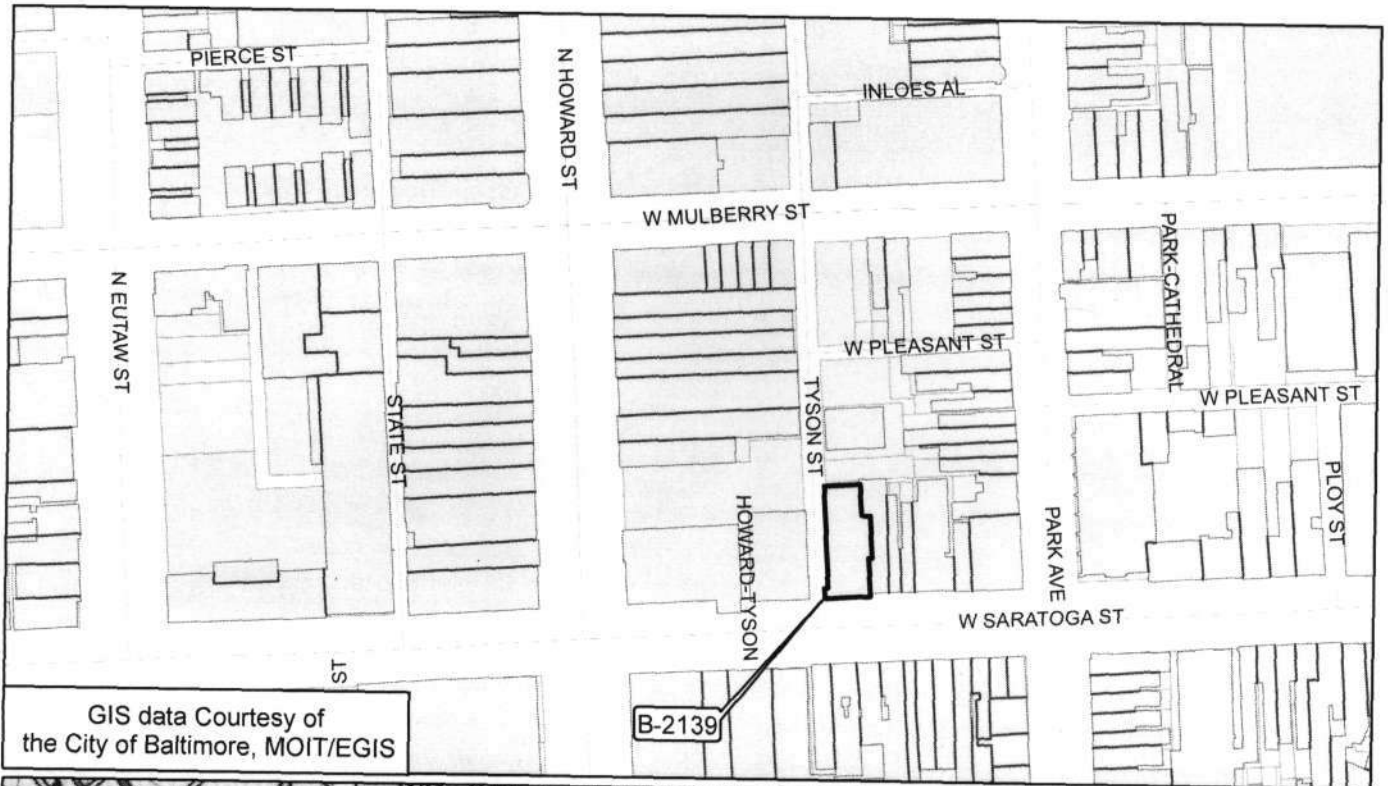 PIERCE ST
N HOWARD ST
INLOES AL
W MULBERRY ST
PARK-CATHEDRAL
N EUTAW ST
W PLEASANT ST
W PLEASANT ST
TYSON ST
STATE ST
PLOY ST
HOWARD-TYSON
PARK AVE
W SARATOGA ST
ST
B-2139
GIS data Courtesy of
the City of Baltimore, MOIT/EGIS